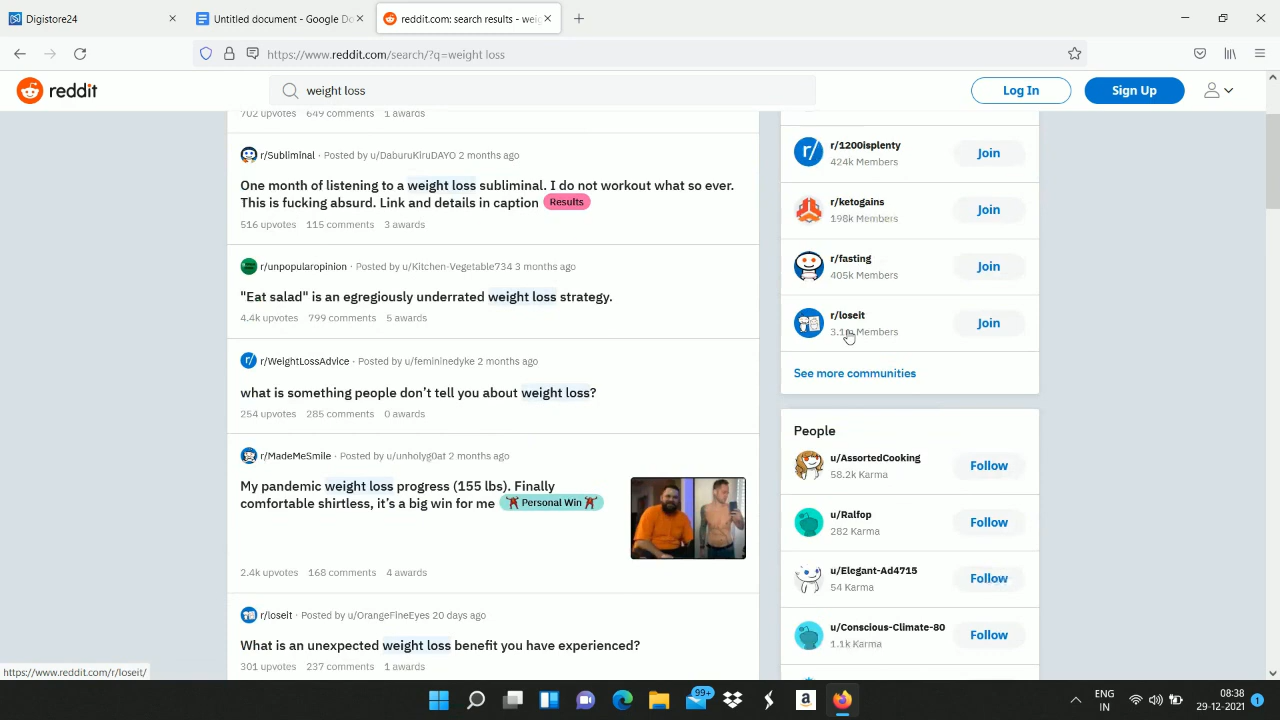 Digistore24
Untitled document - Google Do
reddit.com: search results - wei
https://www.reddit.com/search/?q=weight loss
reddit
weight loss
Log In
Sign Up
702 upvotes 649 comments 1 awards
r/Subliminal · Posted by u/DaburuKiruDAYO 2 months ago
One month of listening to a weight loss subliminal. I do not workout what so ever.
This is fucking absurd. Link and details in caption Results
516 upvotes 115 comments 3 awards
r/unpopularopinion · Posted by u/Kitchen-Vegetable734 3 months ago
"Eat salad" is an egregiously underrated weight loss strategy.
4.4k upvotes 799 comments 5 awards
r/WeightLossAdvice · Posted by u/femininedyke 2 months ago
what is something people don't tell you about weight loss?
254 upvotes 285 comments 0 awards
r/MadeMeSmile · Posted by u/unholyg0at 2 months ago
My pandemic weight loss progress (155 lbs). Finally
comfortable shirtless, it's a big win for me Personal Win
2.4k upvotes 168 comments 4 awards
r/loseit · Posted by u/OrangeFineEyes 20 days ago
What is an unexpected weight loss benefit you have experienced?
301 upvotes 237 comments 1 awards
r/1200isplenty
424k Members
Join
r/ketogains
198k Members
Join
r/fasting
405k Members
Join
r/loseit
Members
Join
See more communities
People
u/AssortedCooking
58.2k Karma
Follow
u/Ralfop
282 Karma
Follow
u/Elegant-Ad4715
54 Karma
Follow
u/Conscious-Climate-80
1.1k Karma
Follow
https://www.reddit.com/r/loseit/
99+
a
ENG
IN
08:38
29-12-2021
1